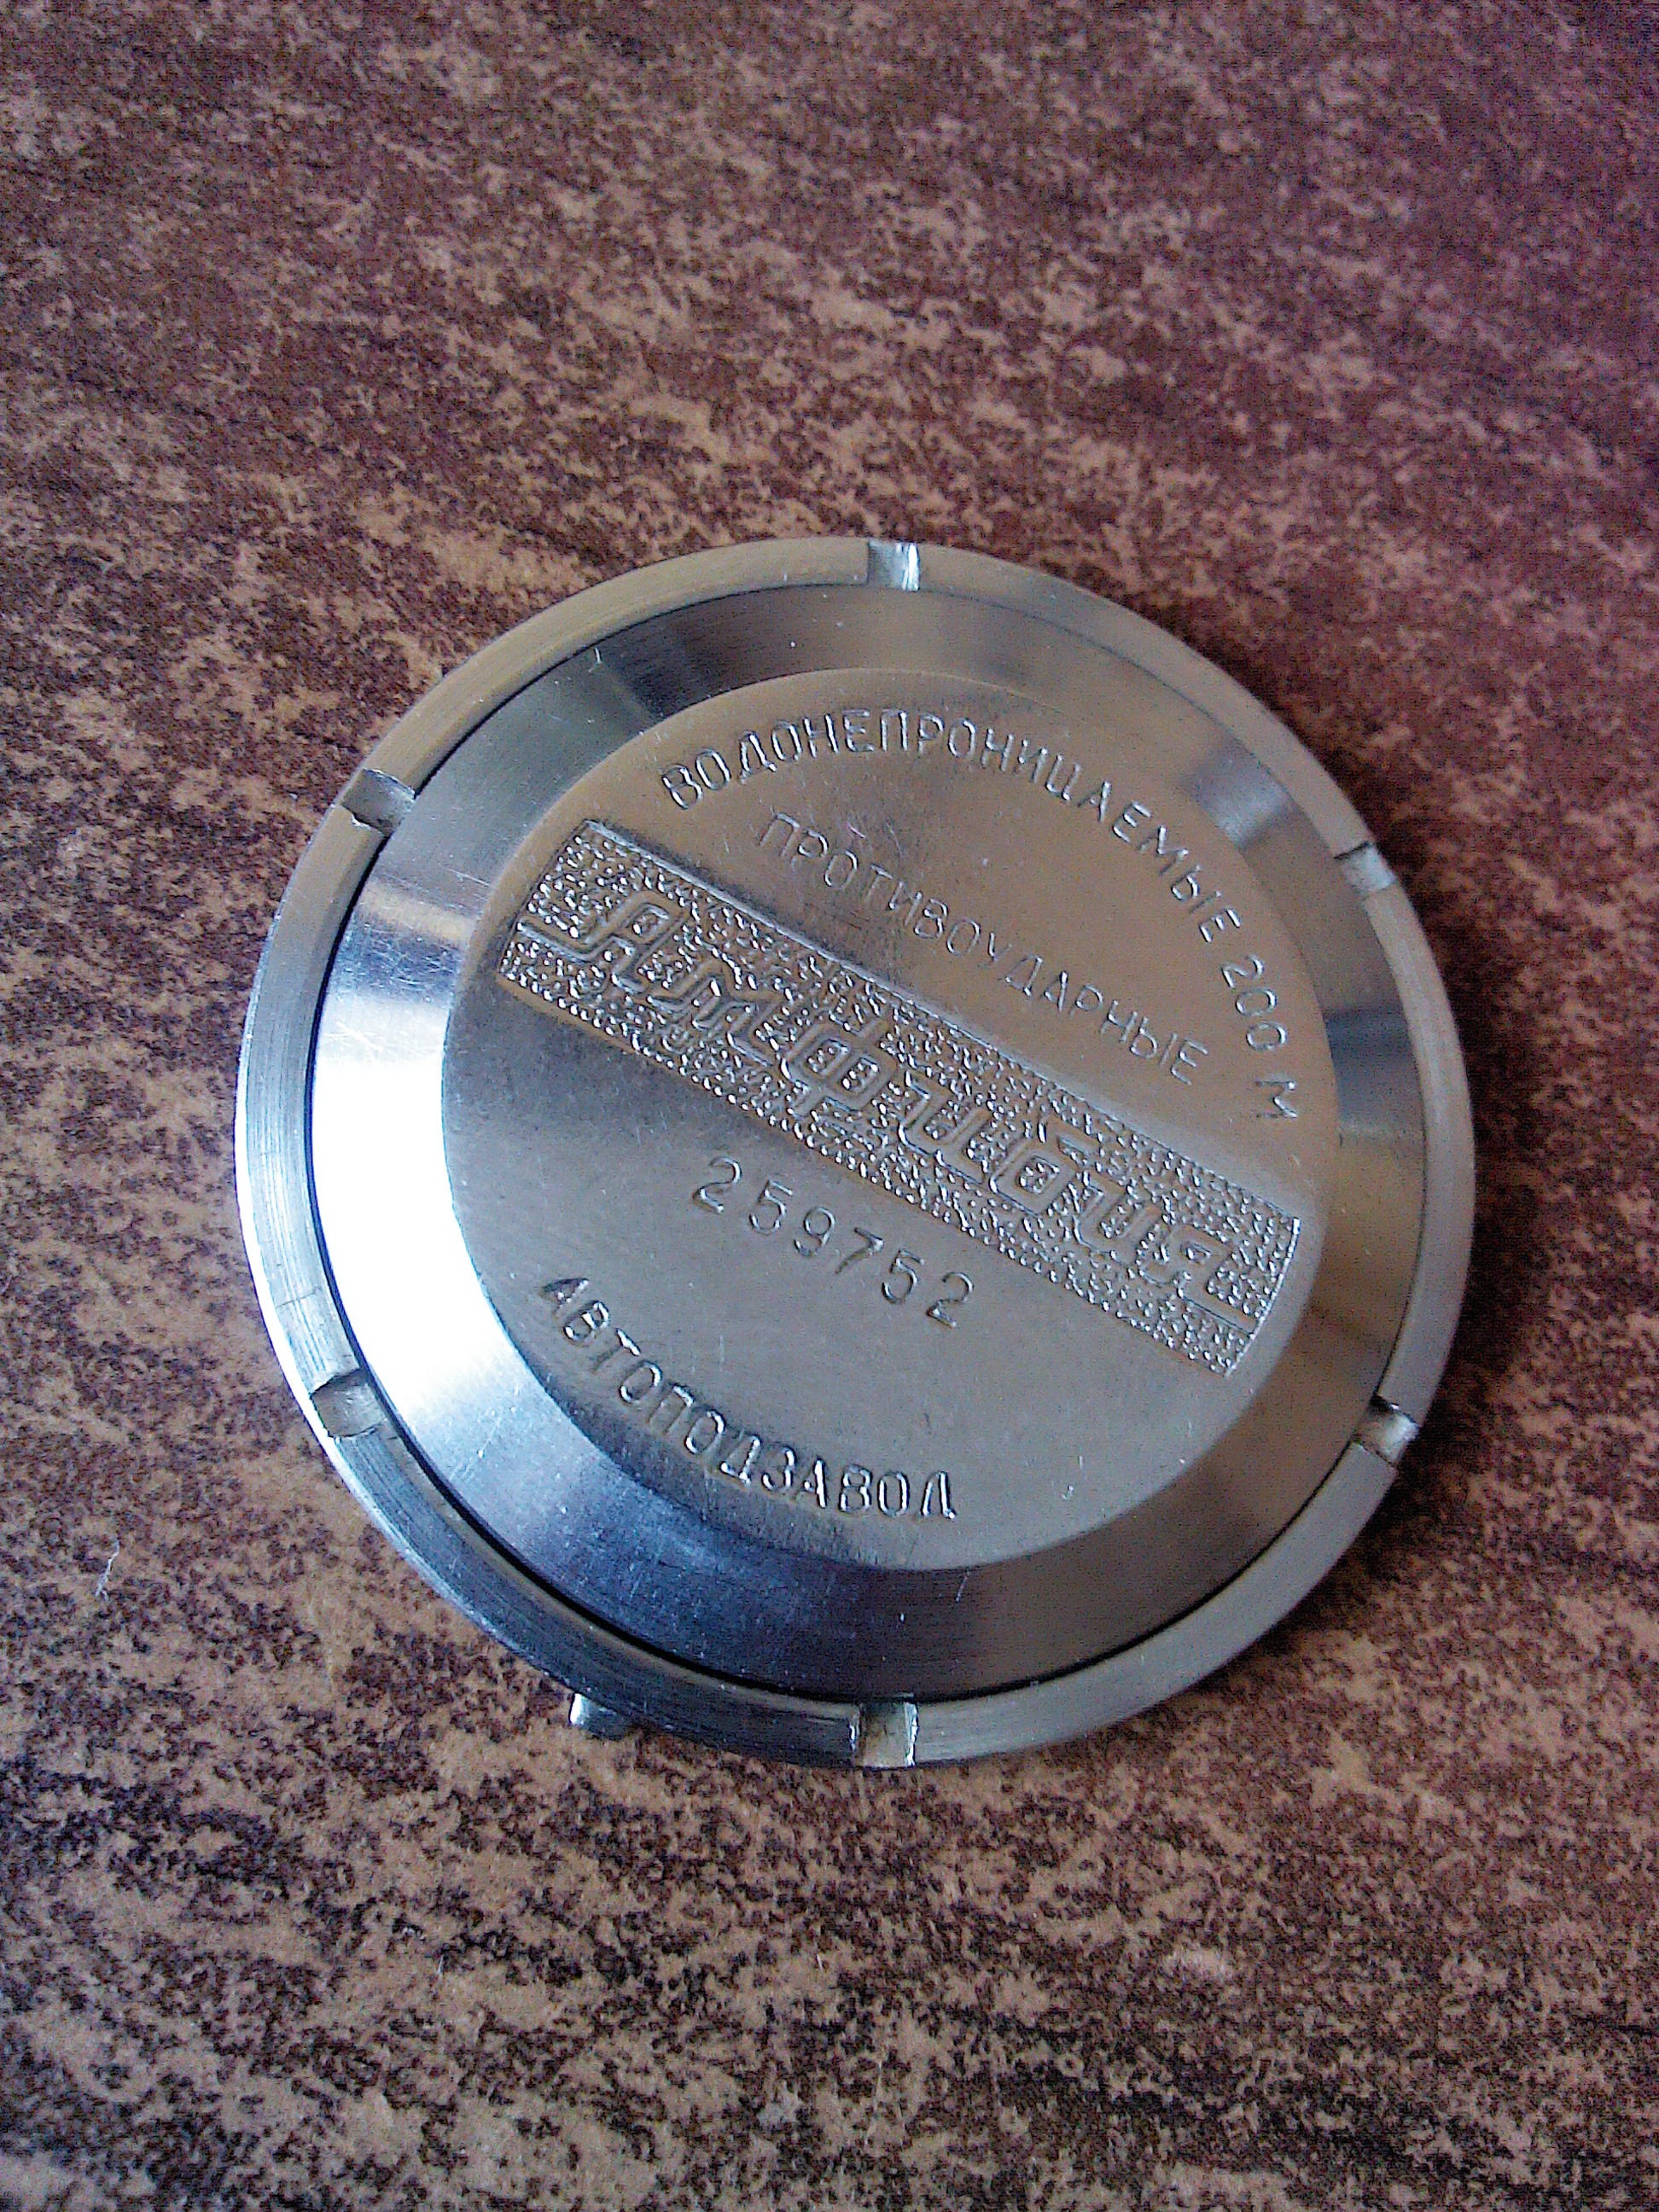 ВОДОНЕПРОНИЦАЕМЫЕ 200 М
ПРОТИВОУДАРНЫЕ
Амфибия
259752
АВТОПОДЗАВОД